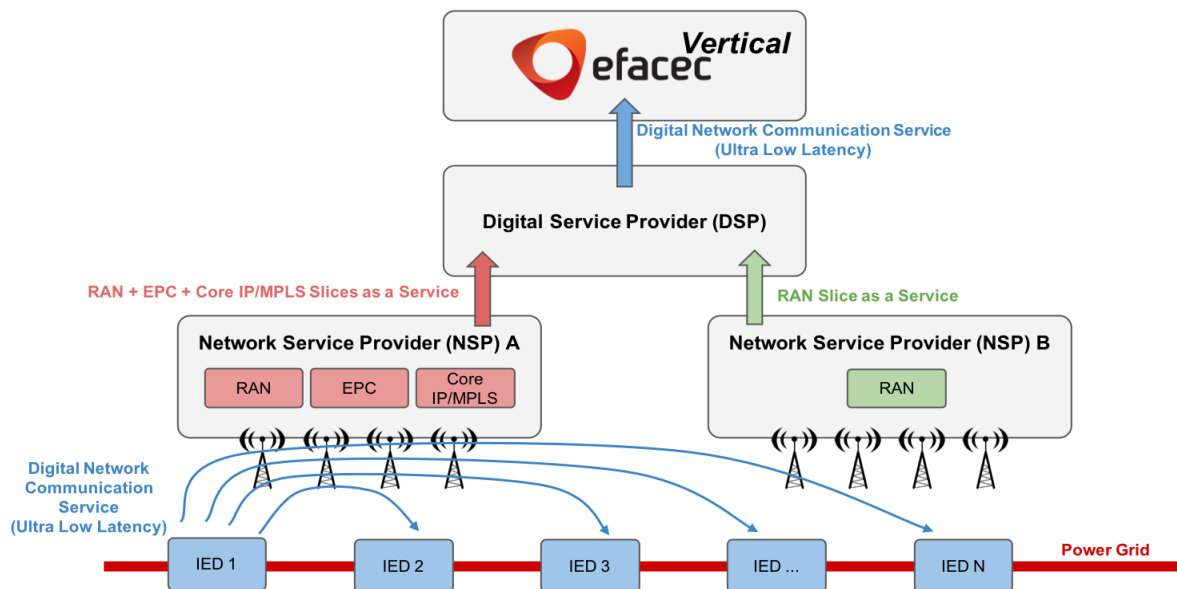 Vertical
efacec
Digital Network Communication Service
(Ultra Low Latency)
Digital Service Provider (DSP)
RAN + EPC + Core IP/MPLS Slices as a Service
RAN Slice as a Service
Network Service Provider (NSP) A
RAN
EPC
Core
IP/MPLS
Network Service Provider (NSP) B
RAN
Digital Network
Communication
Service
(Ultra Low Latency)
IED 1
IED 2
IED 3
IED ...
IED N
Power Grid